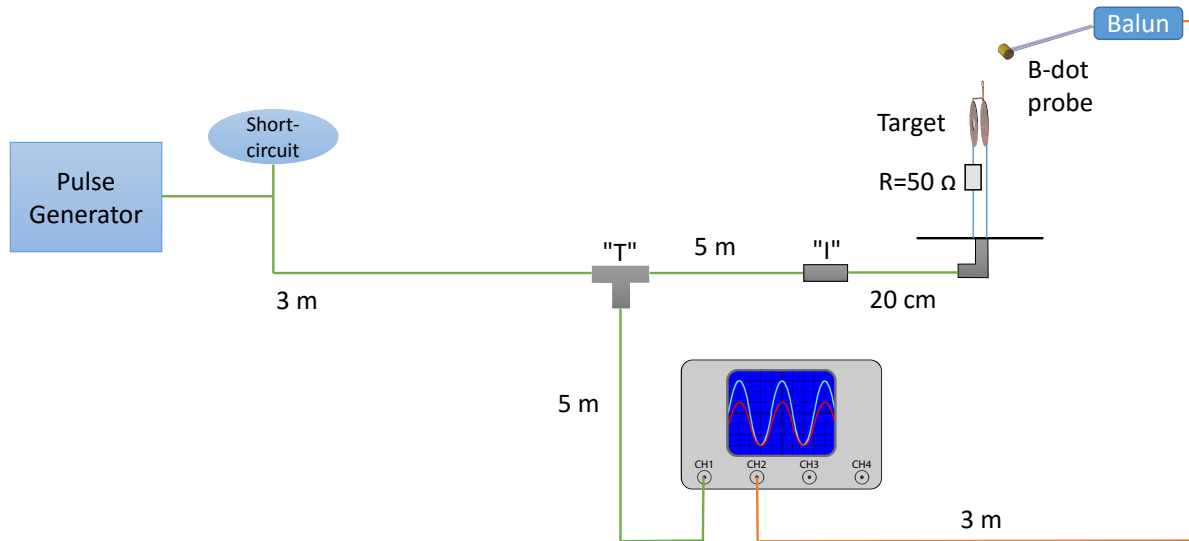 Balun
B-dot
probe
Short-
circuit
Target
Pulse
Generator
R=50 Ω
"T"
5 m
"I"
3 m
20 cm
5 m
CH1
CH2
CH3
CH4
3 m